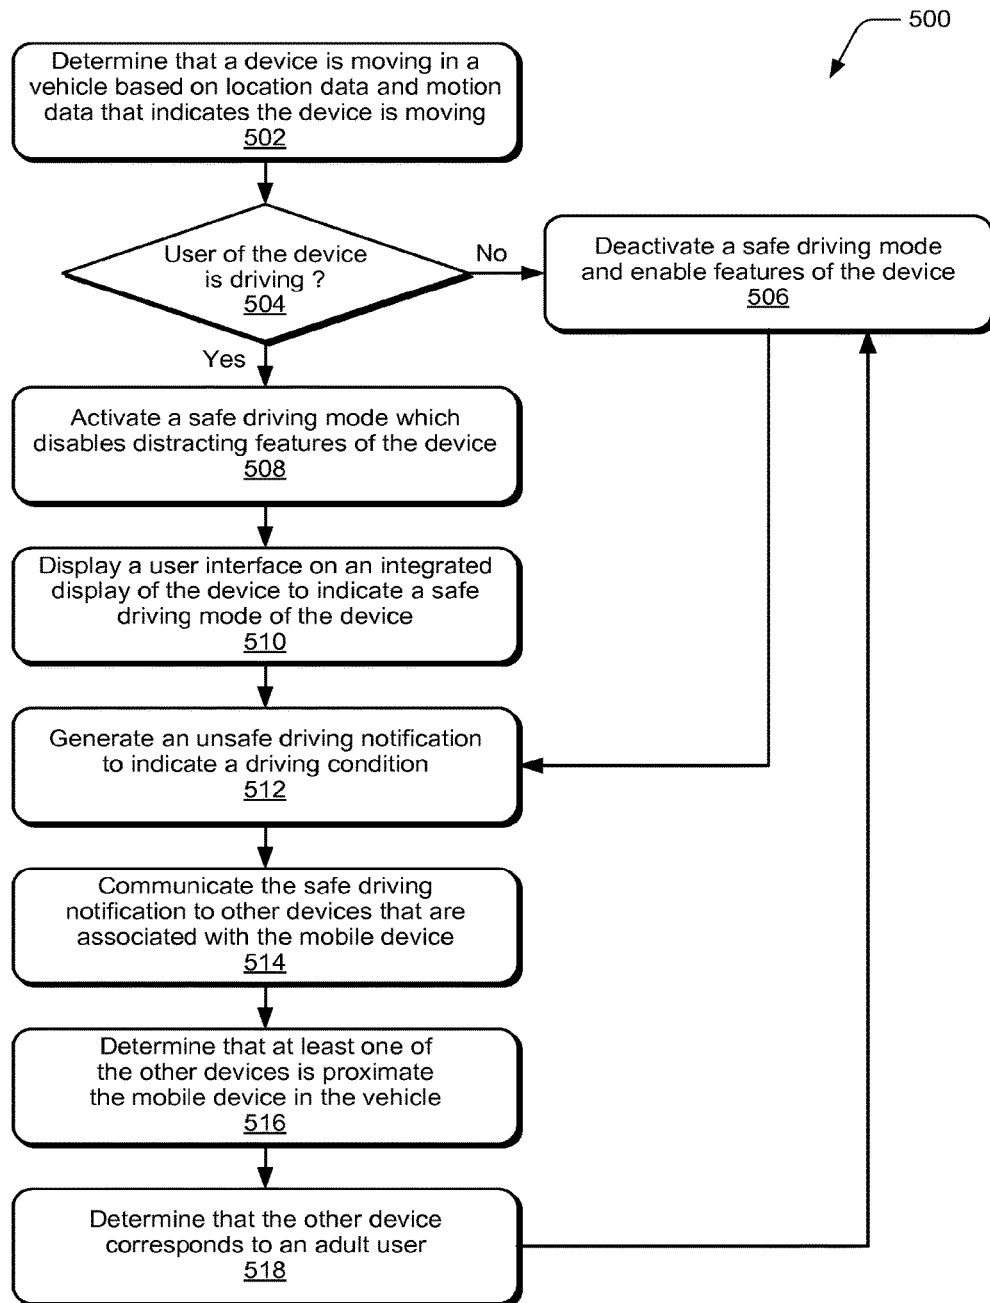 500
Determine that a device is moving in a
vehicle based on location data and motion
data that indicates the device is moving
502
User of the device
is driving ?
504
No
Deactivate a safe driving mode
and enable features of the device
506
Yes
Activate a safe driving mode which
disables distracting features of the device
508
Display a user interface on an integrated
display of the device to indicate a safe
driving mode of the device
510
Generate an unsafe driving notification
to indicate a driving condition
512
Communicate the safe driving
notification to other devices that are
associated with the mobile device
514
Determine that at least one of
the other devices is proximate
the mobile device in the vehicle
516
Determine that the other device
corresponds to an adult user
518